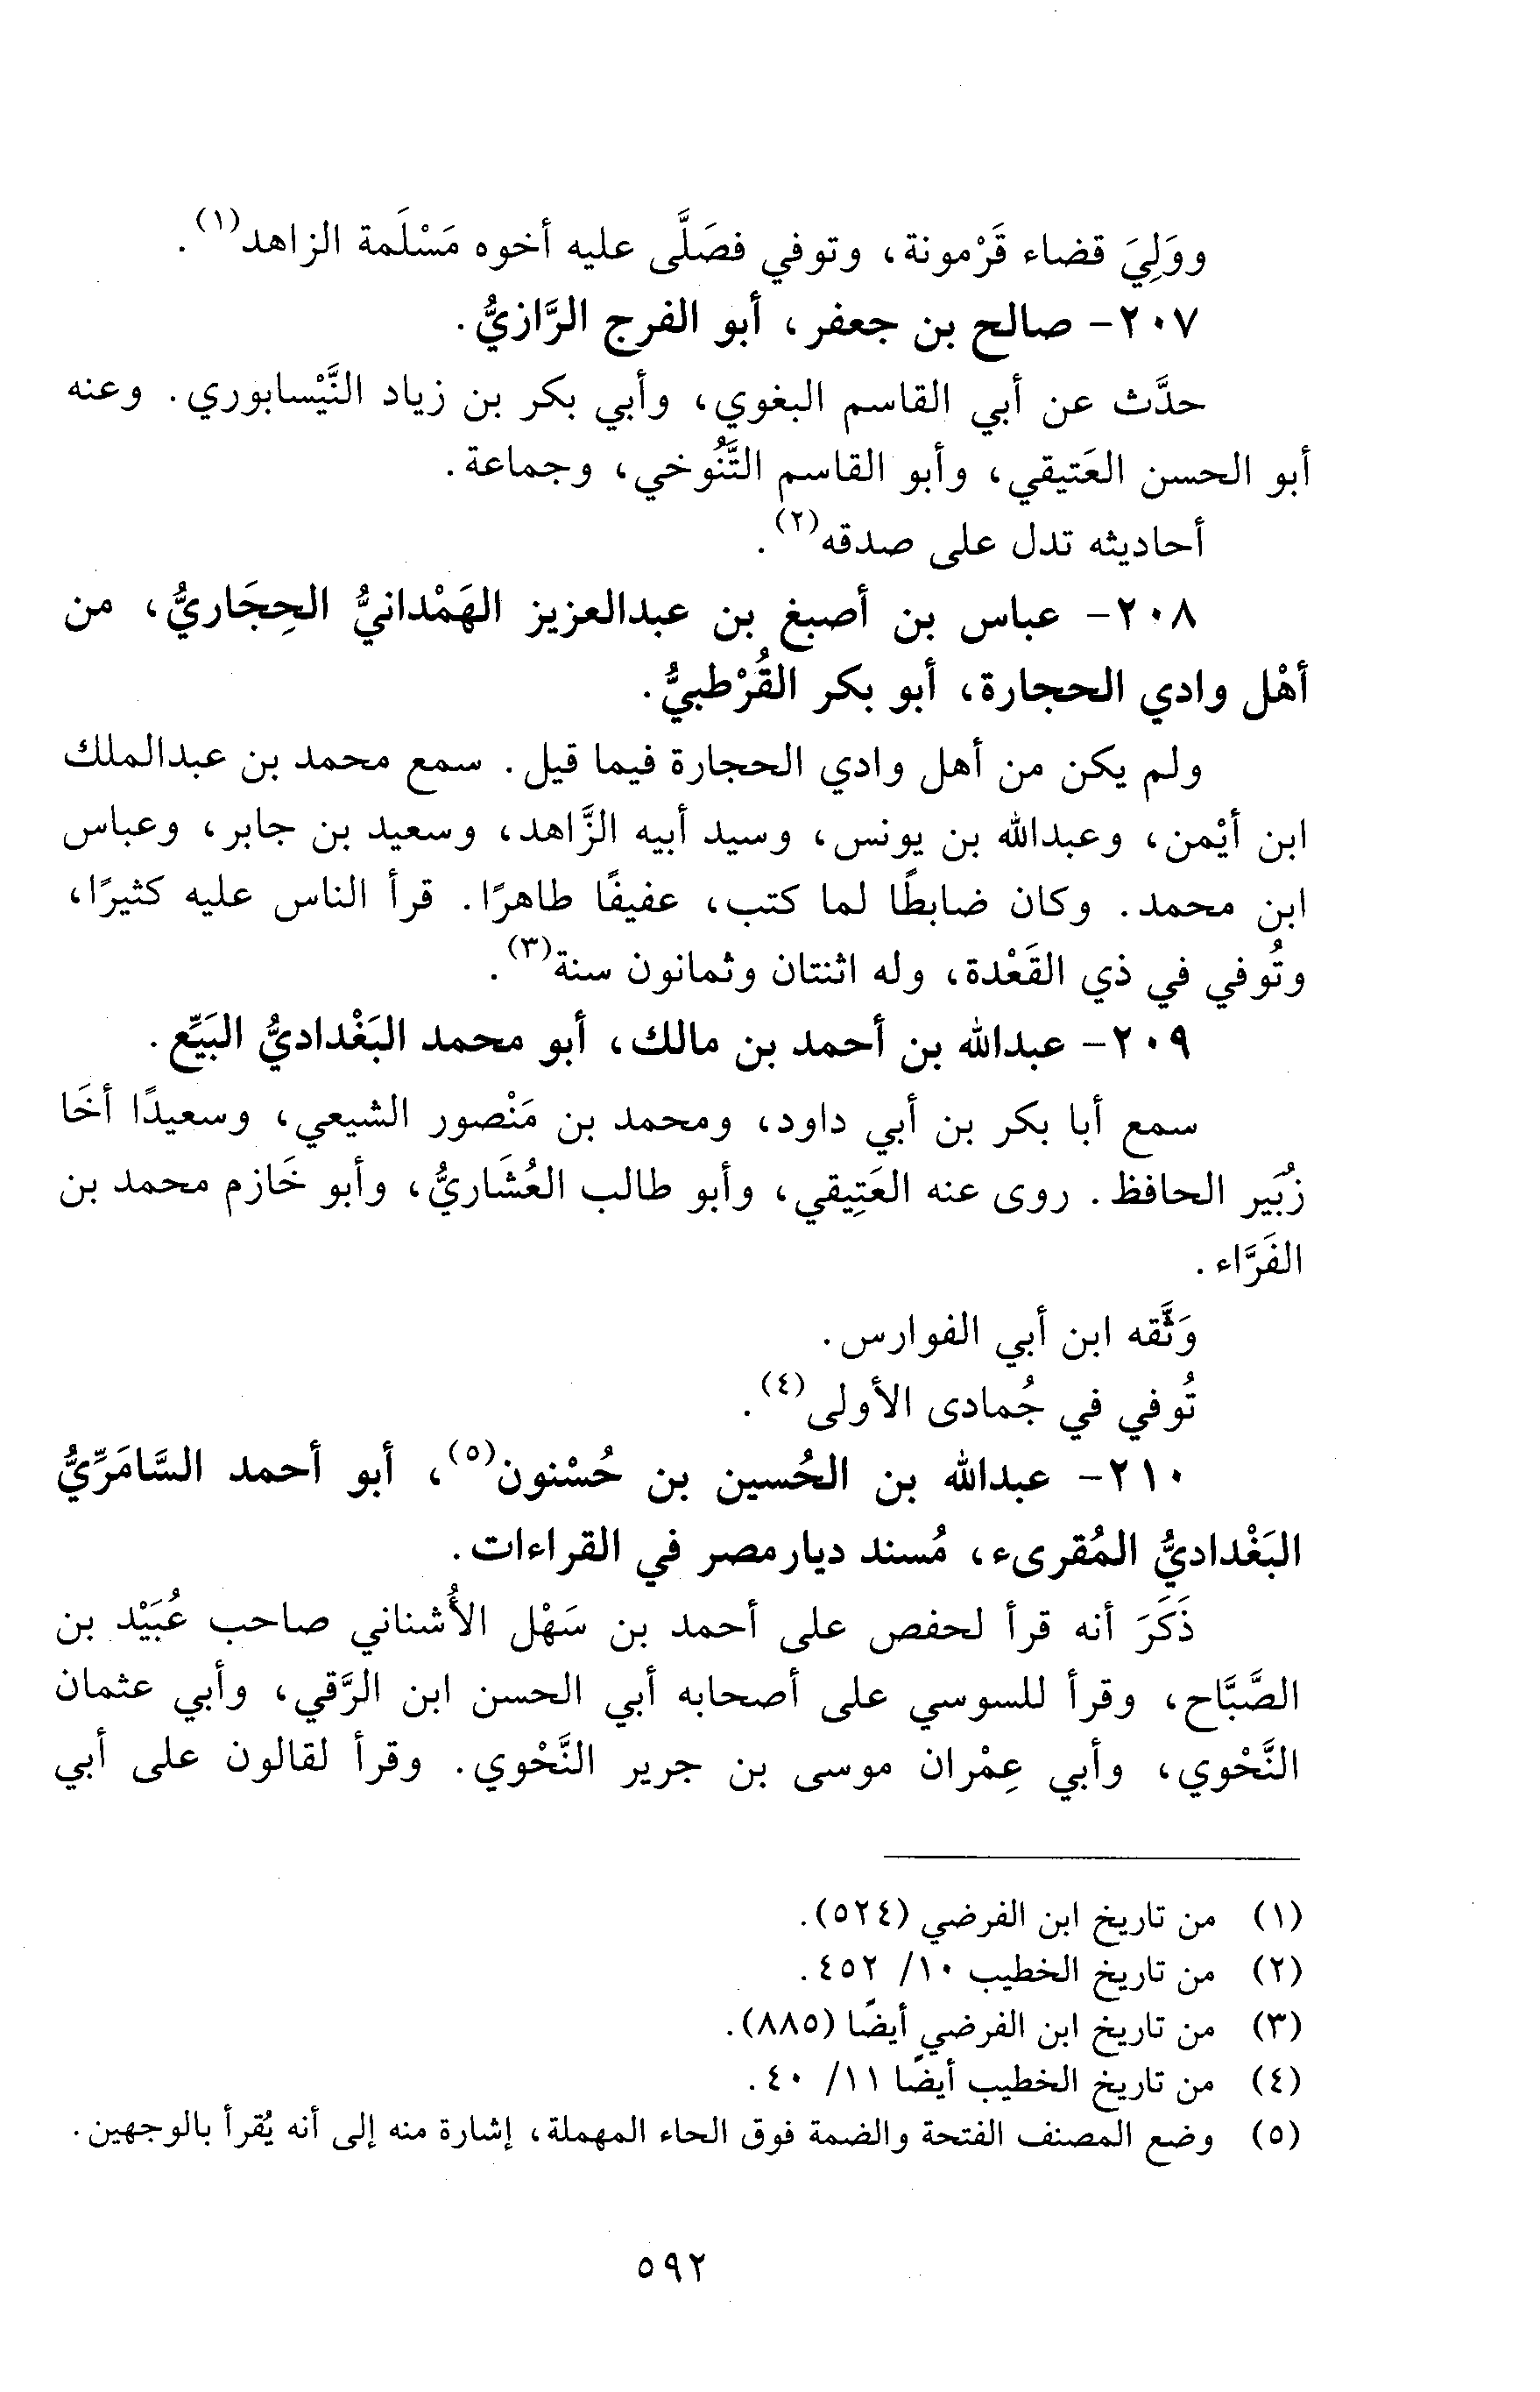 ووَلِيَ قضاء قَرْمونة، وتوفي فصَلَّى عليه أخوه مَسْلَمة الزاهد(١).
٢٠٧- صالح بن جعفر، أبو الفرج الرَّازيُّ.
حدَّث عن أبي القاسم البغوي، وأبي بكر بن زياد النَّيْسابوري. وعنه
أبو الحسن العَتيقي، وأبو القاسم التَّنُوخي، وجماعة.
أحاديثه تدل على صدقه(٢).
٢٠٨- عباس بن أصبغ بن عبدالعزيز الهَمْدانيُّ الحِجَاريُّ، من
أهْل وادي الحجارة، أبو بكر القُرْطبيُّ.
ولم يكن من أهل وادي الحجارة فيما قيل. سمع محمد بن عبدالملك
ابن أيْمن، وعبدالله بن يونس، وسيد أبيه الزَّاهد، وسعيد بن جابر، وعباس
ابن محمد. وكان ضابطًا لما كتب، عفيفًا طاهرًا. قرأ الناس عليه كثيرًا،
وتُوفي في ذي القَعْدة، وله اثنتان وثمانون سنة(٣).
٢٠٩- عبدالله بن أحمد بن مالك، أبو محمد البَغْداديُّ البَيِّع.
سمع أبا بكر بن أبي داود، ومحمد بن مَنْصور الشيعي، وسعيدًا أخَا
زُبَير الحافظ. روى عنه العَتِيقي، وأبو طالب العُشَاريُّ، وأبو خَازم محمد بن
الفَرَّاء.
وَثَّقه ابن أبي الفوارس.
تُوفي في جُمادى الأولى(٤).
٢١٠- عبدالله بن الحُسين بن حُسْنون(٥)، أبو أحمد السَّامَرِّيُّ
البَغْداديُّ المُقرىء، مُسند ديارمصر في القراءات.
ذَكَرَ أنه قرأ لحفص على أحمد بن سَهْل الأُشناني صاحب عُبَيْد بن
الصَّبَّاح، وقرأ للسوسي على أصحابه أبي الحسن ابن الرَّقي، وأبي عثمان
النَّحْوي، وأبي عِمْران موسى بن جرير النَّحْوي. وقرأ لقالون على أبي
(١) من تاريخ ابن الفرضي (٥٢٤).
(٢) من تاريخ الخطيب ١٠/ ٤٥٢.
(٣) من تاريخ ابن الفرضي أيضًا (٨٨٥).
(٤) من تاريخ الخطيب أيضًا ١١/ ٤٠.
(٥) وضع المصنف الفتحة والضمة فوق الحاء المهملة، إشارة منه إلى أنه يُقرأ بالوجهين.
٥٩٢